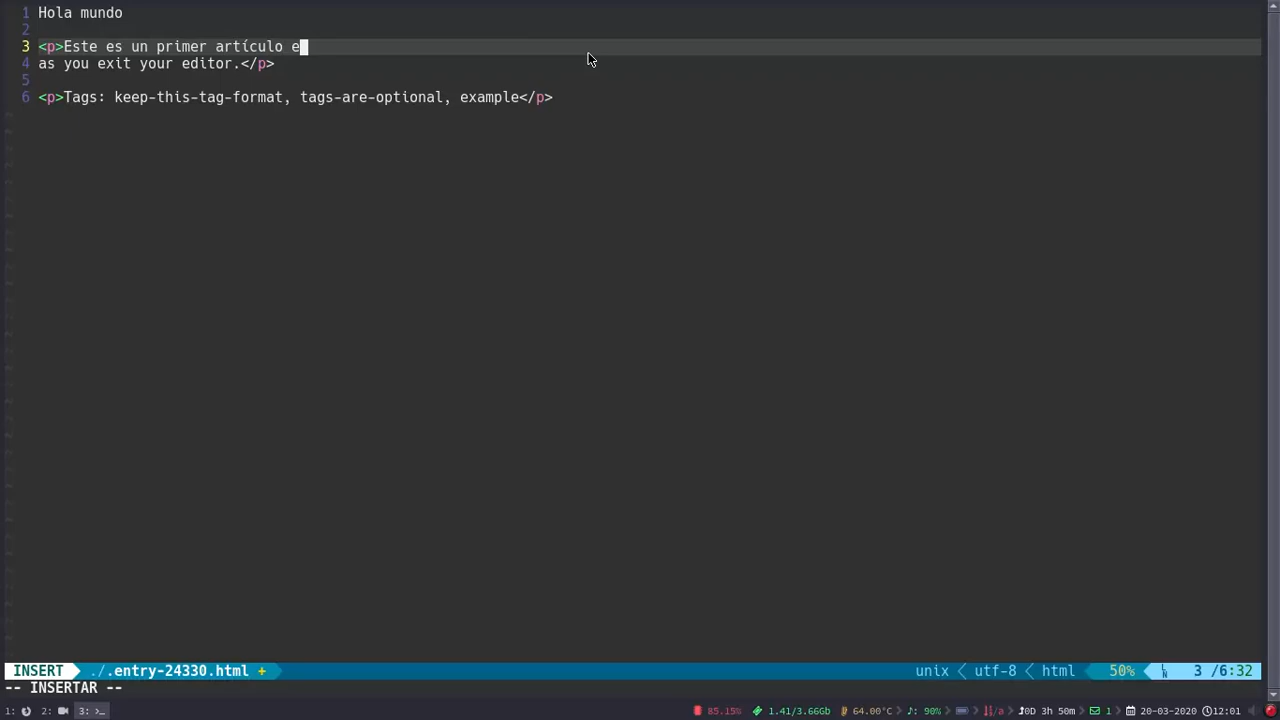 1 Hola mundo
2
3 <p>Este es un primer artículo e
4 as you exit your editor.</p>
5
6 <p>Tags: keep-this-tag-format, tags-are-optional, example</p>
INSERT ./.entry-24330.html + unix utf-8 html 50% 3 /6:32
-- INSERTAR --
1: 2: 3: 85.15% 1.41/3.66Gb 64.00°C 90% /a 0D 3h 50m 1 20-03-2020 12:01